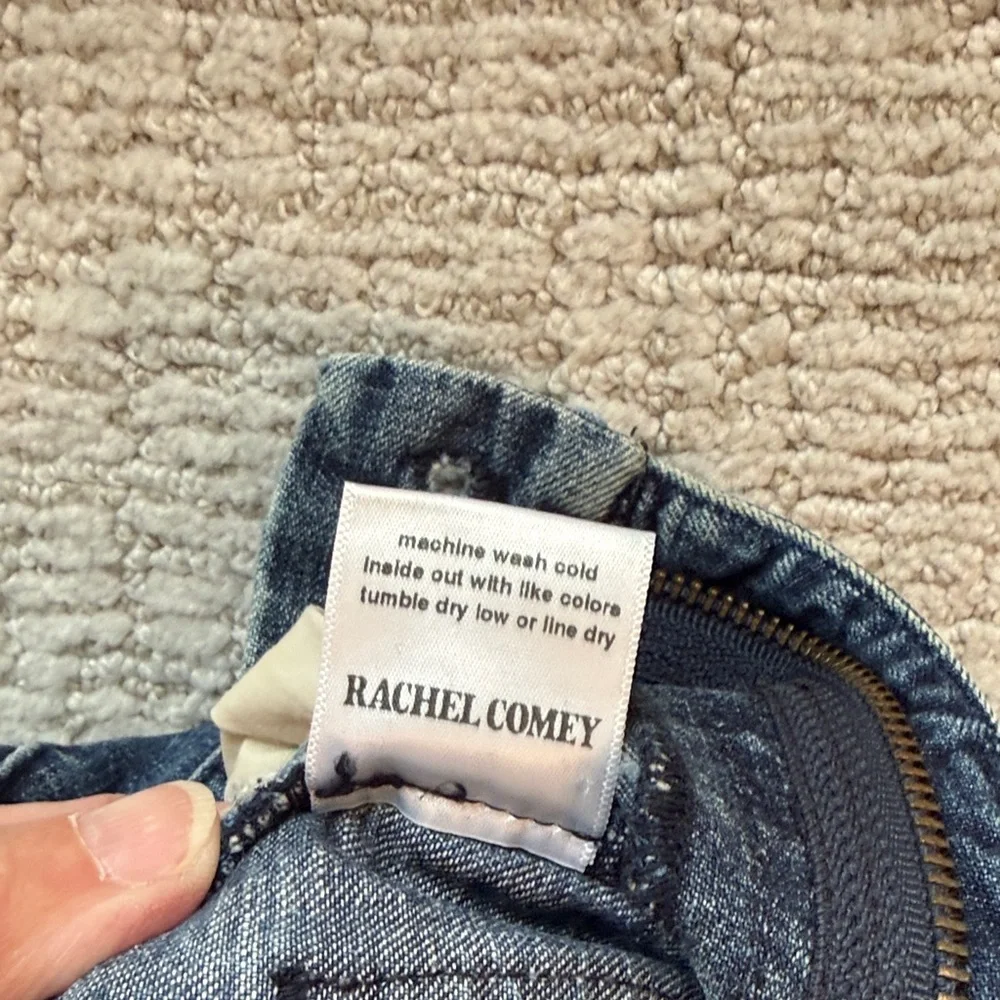 machine wash cold
inside out with like colors
tumble dry low or line dry
RACHEL COMEY